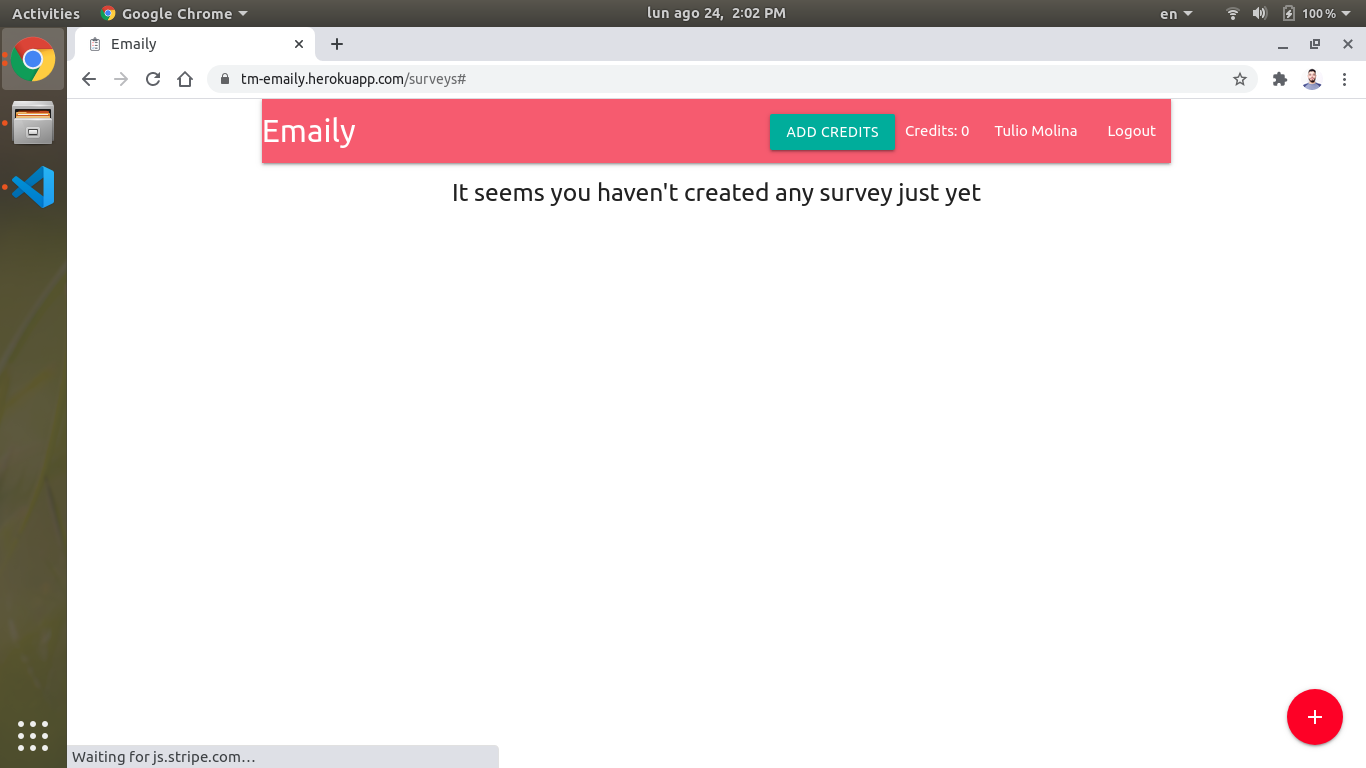 Activities Google Chrome lun ago 24, 2:02 PM en 100 %
Emaily
tm-emaily.herokuapp.com/surveys#
Emaily ADD CREDITS Credits: 0 Tulio Molina Logout
It seems you haven't created any survey just yet
Waiting for js.stripe.com…